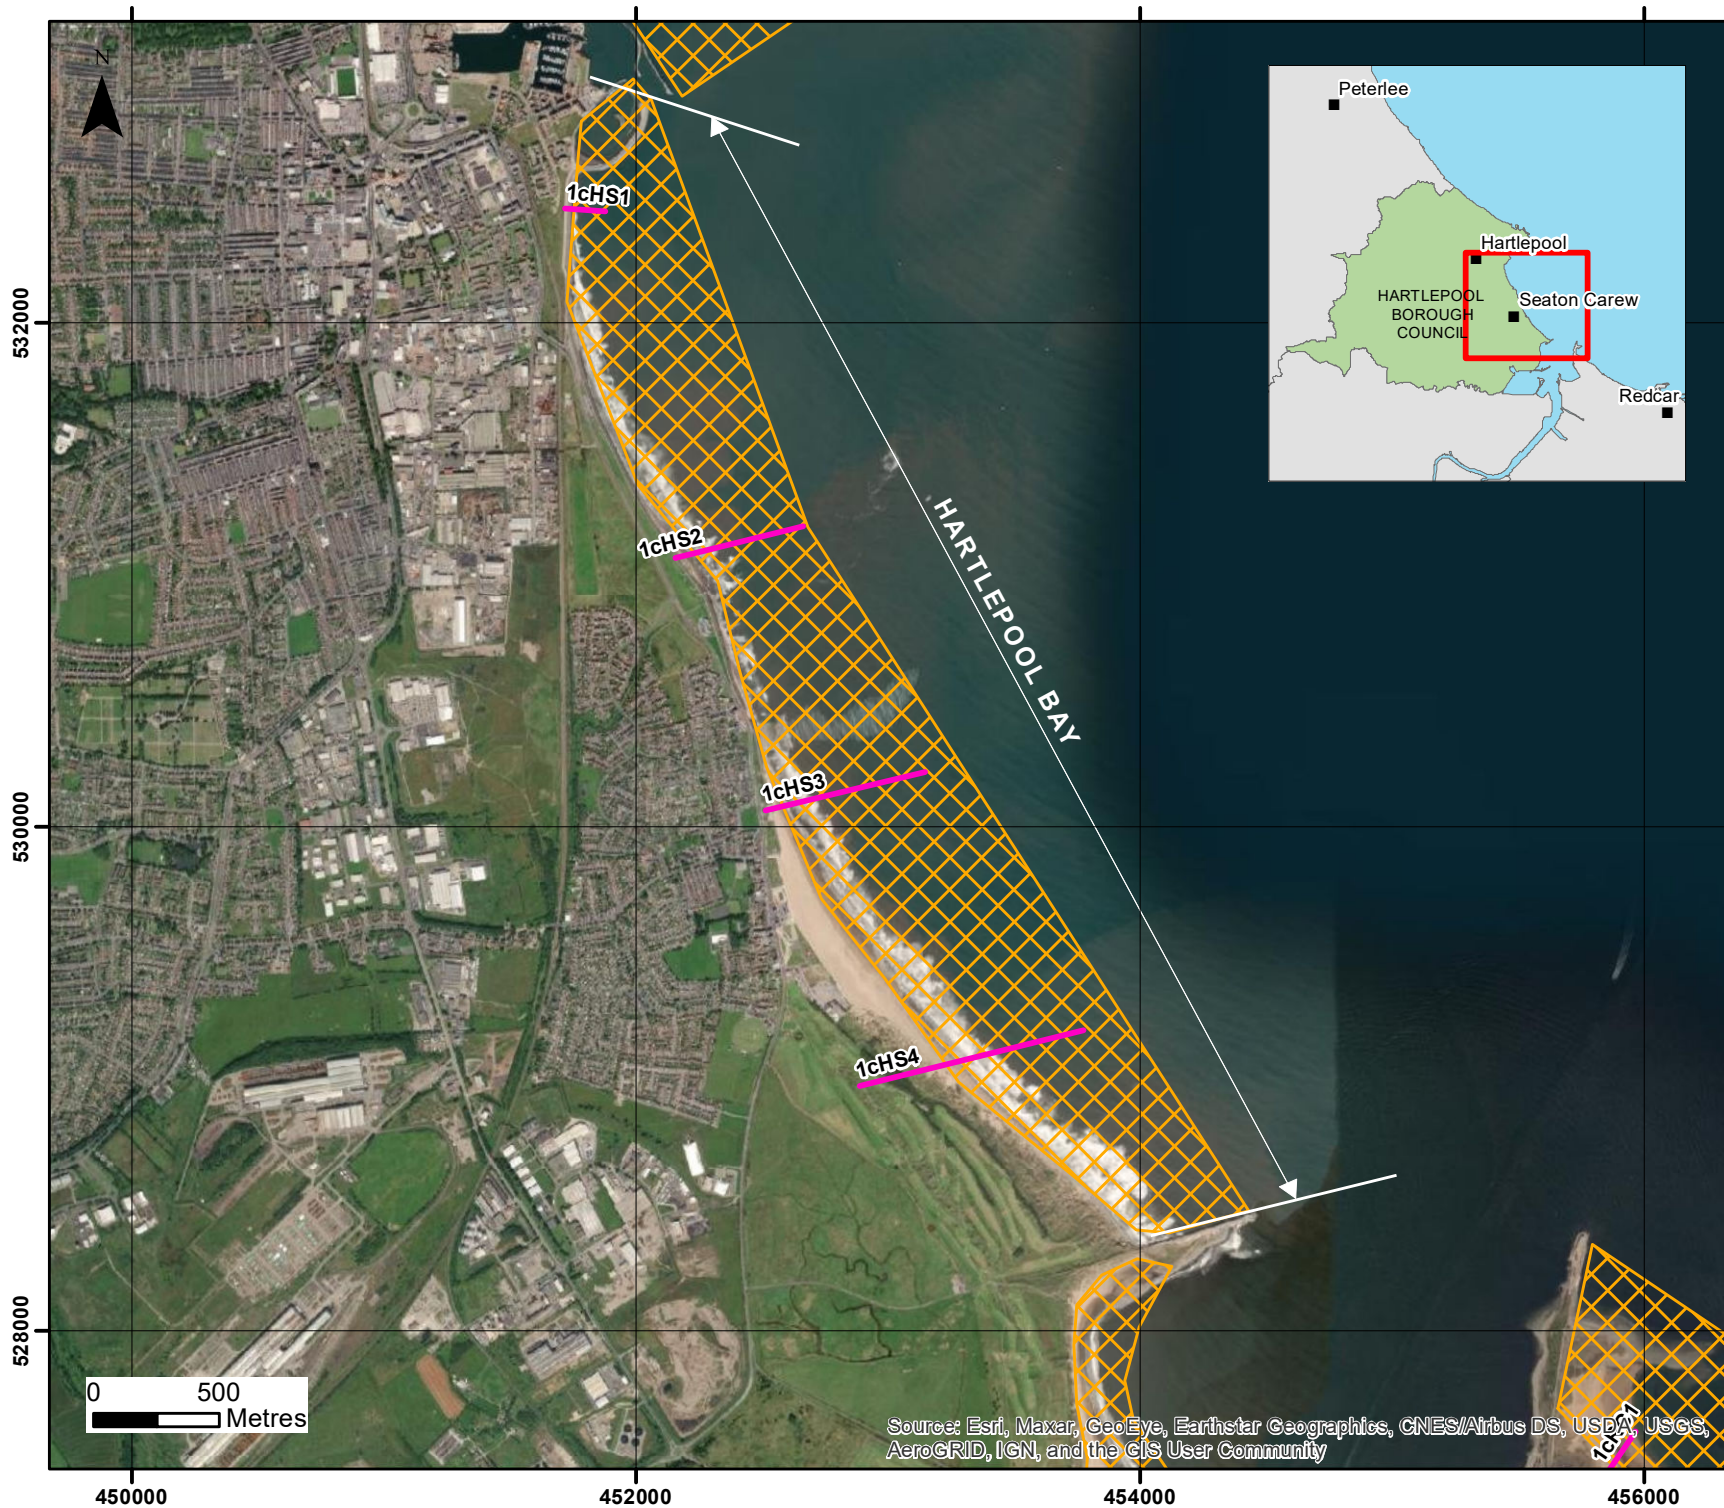 N
Peterlee
Hartlepool
HARTLEPOOL
BOROUGH
COUNCIL
Seaton Carew
Redcar
1cHS1
532000
1cHS2
HARTLEPOOL BAY
1cHS3
530000
1cHS4
528000
0 500
Metres
Source: Esri, Maxar, GeoEye, Earthstar Geographics, CNES/Airbus DS, USDA, USGS,
AeroGRID, IGN, and the GIS User Community
450000 452000 454000 456000